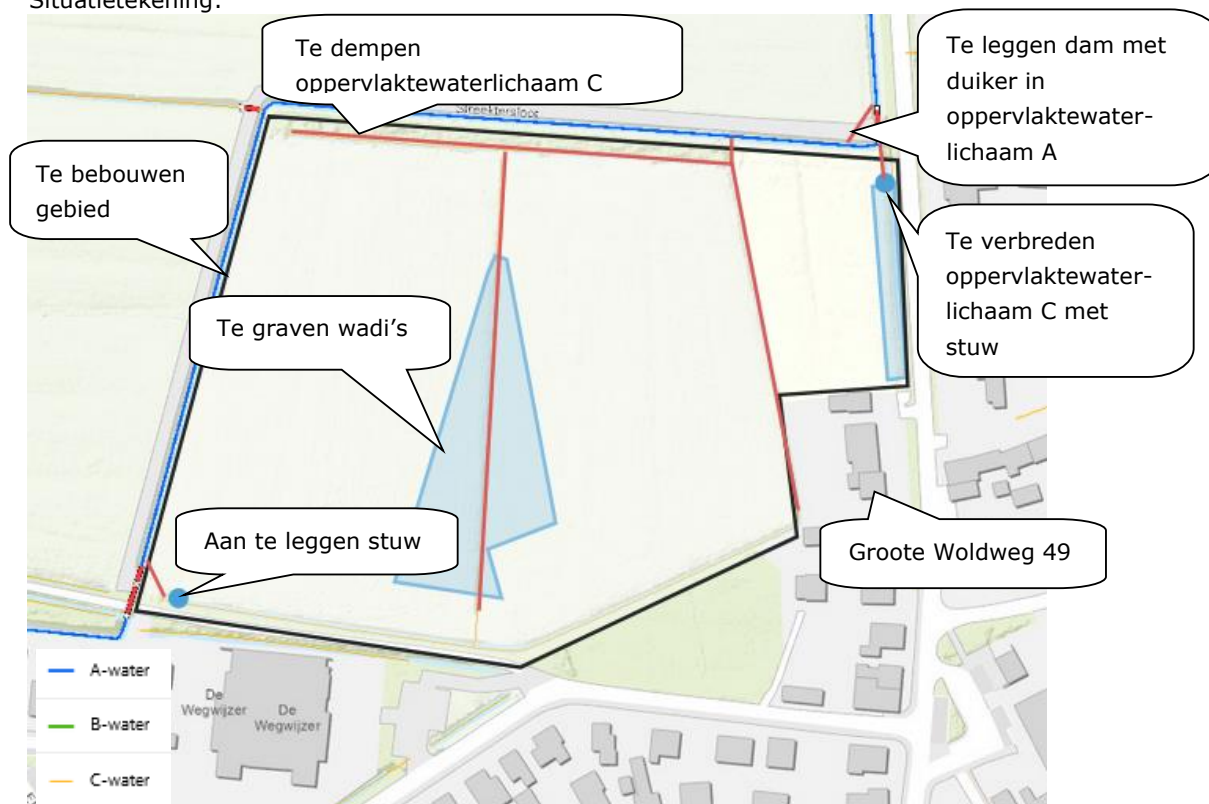 Situatietekening:
Te dempen
oppervlaktewaterlichaam C
Te leggen dam met
duiker in
oppervlaktewater-
lichaam A
Streektersloot
Te bebouwen
gebied
Te verbreden
oppervlaktewater-
lichaam C met
stuw
Te graven wadi’s
Aan te leggen stuw
Groote Woldweg 49
A-water
B-water
C-water
De
Wegwijzer
De
Wegwijzer